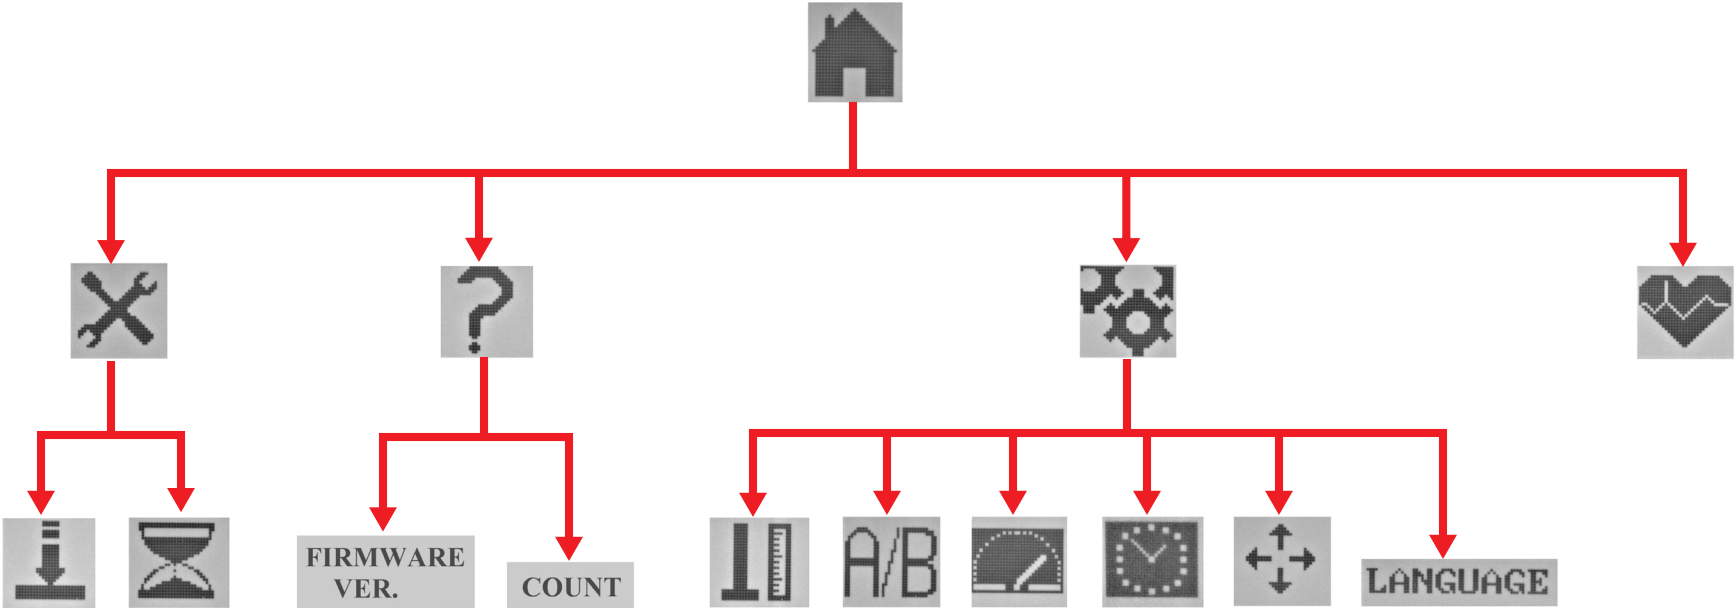 FIRMWARE
VER.
COUNT
A/B
LANGUAGE